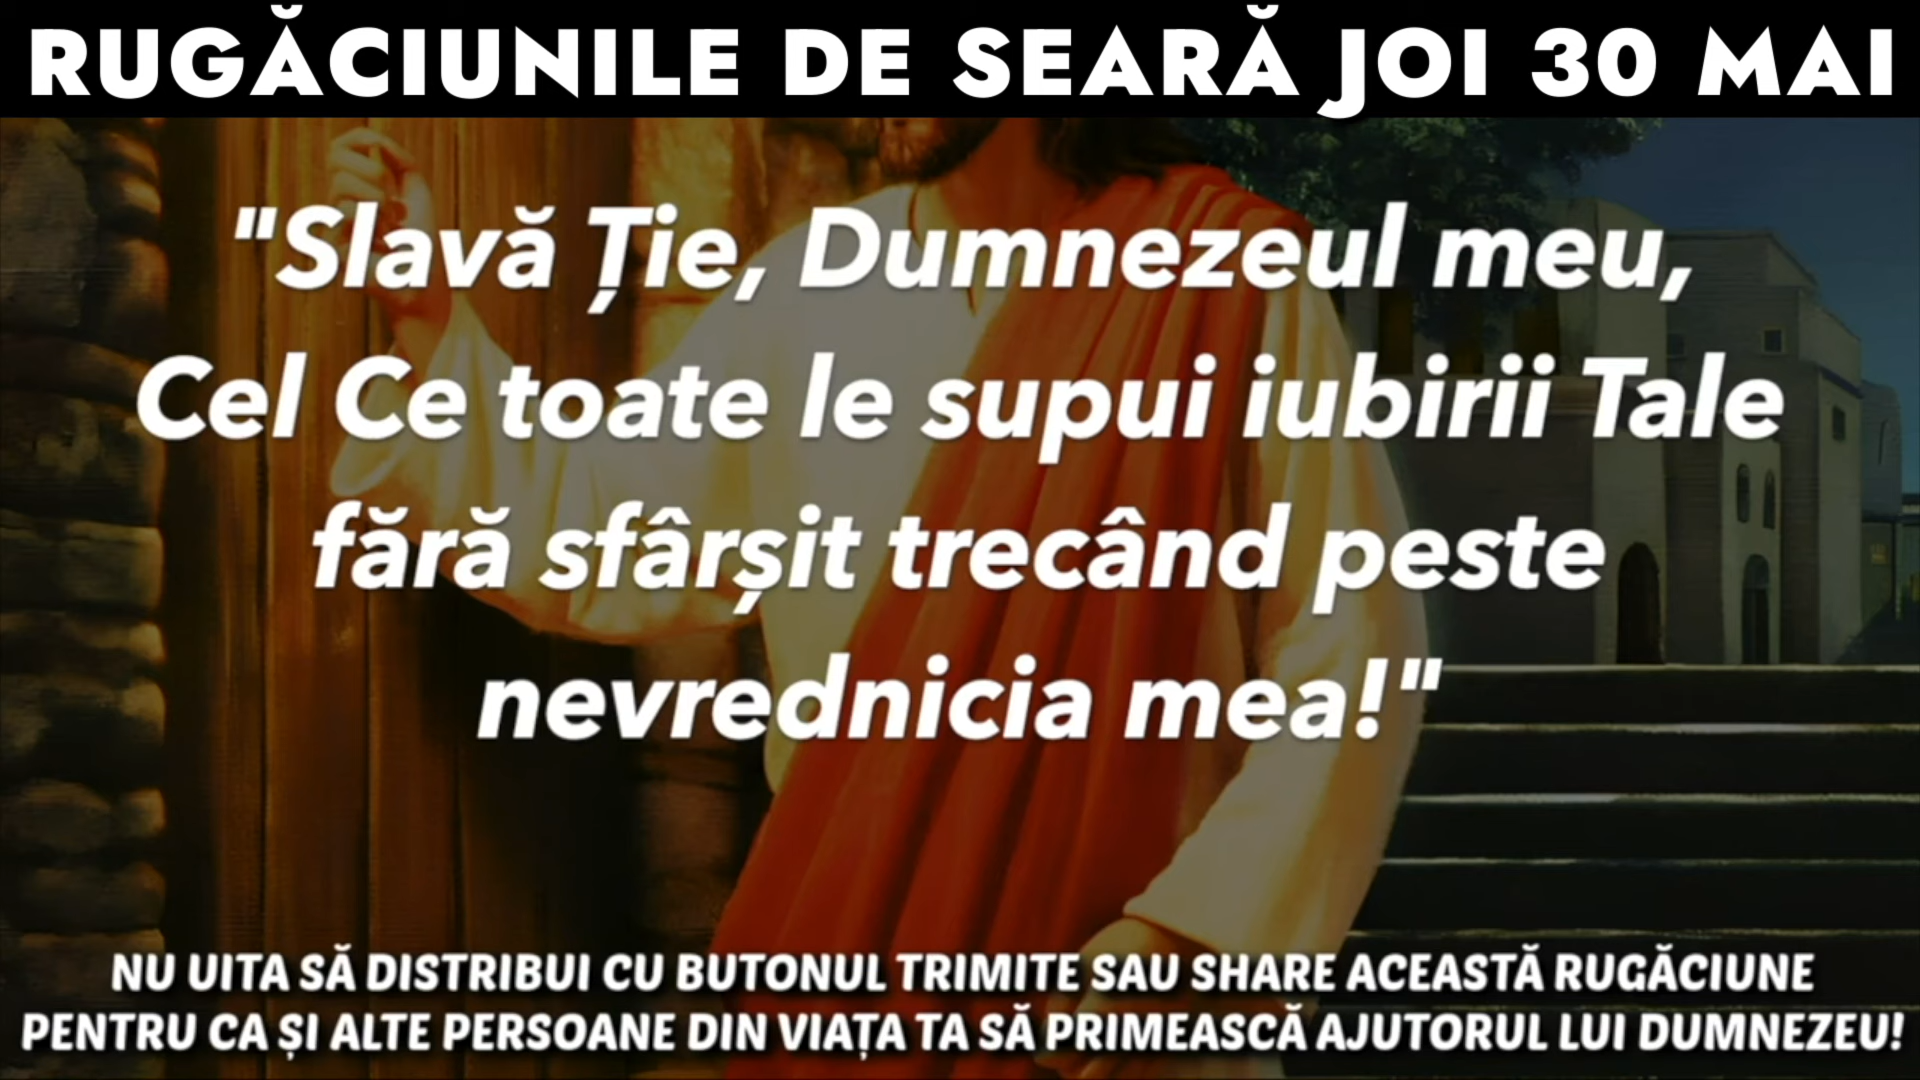 RUGĂCIUNILE DE SEARĂ JOI 30 MAI
"Slavă Ție, Dumnezeul meu,
Cel Ce toate le supui iubirii Tale
fără sfârșit trecând peste
nevrednicia mea!"
NU UITA SĂ DISTRIBUI CU BUTONUL TRIMITE SAU SHARE ACEASTĂ RUGĂCIUNE
PENTRU CA ȘI ALTE PERSOANE DIN VIAȚA TA SĂ PRIMEASCĂ AJUTORUL LUI DUMNEZEU!